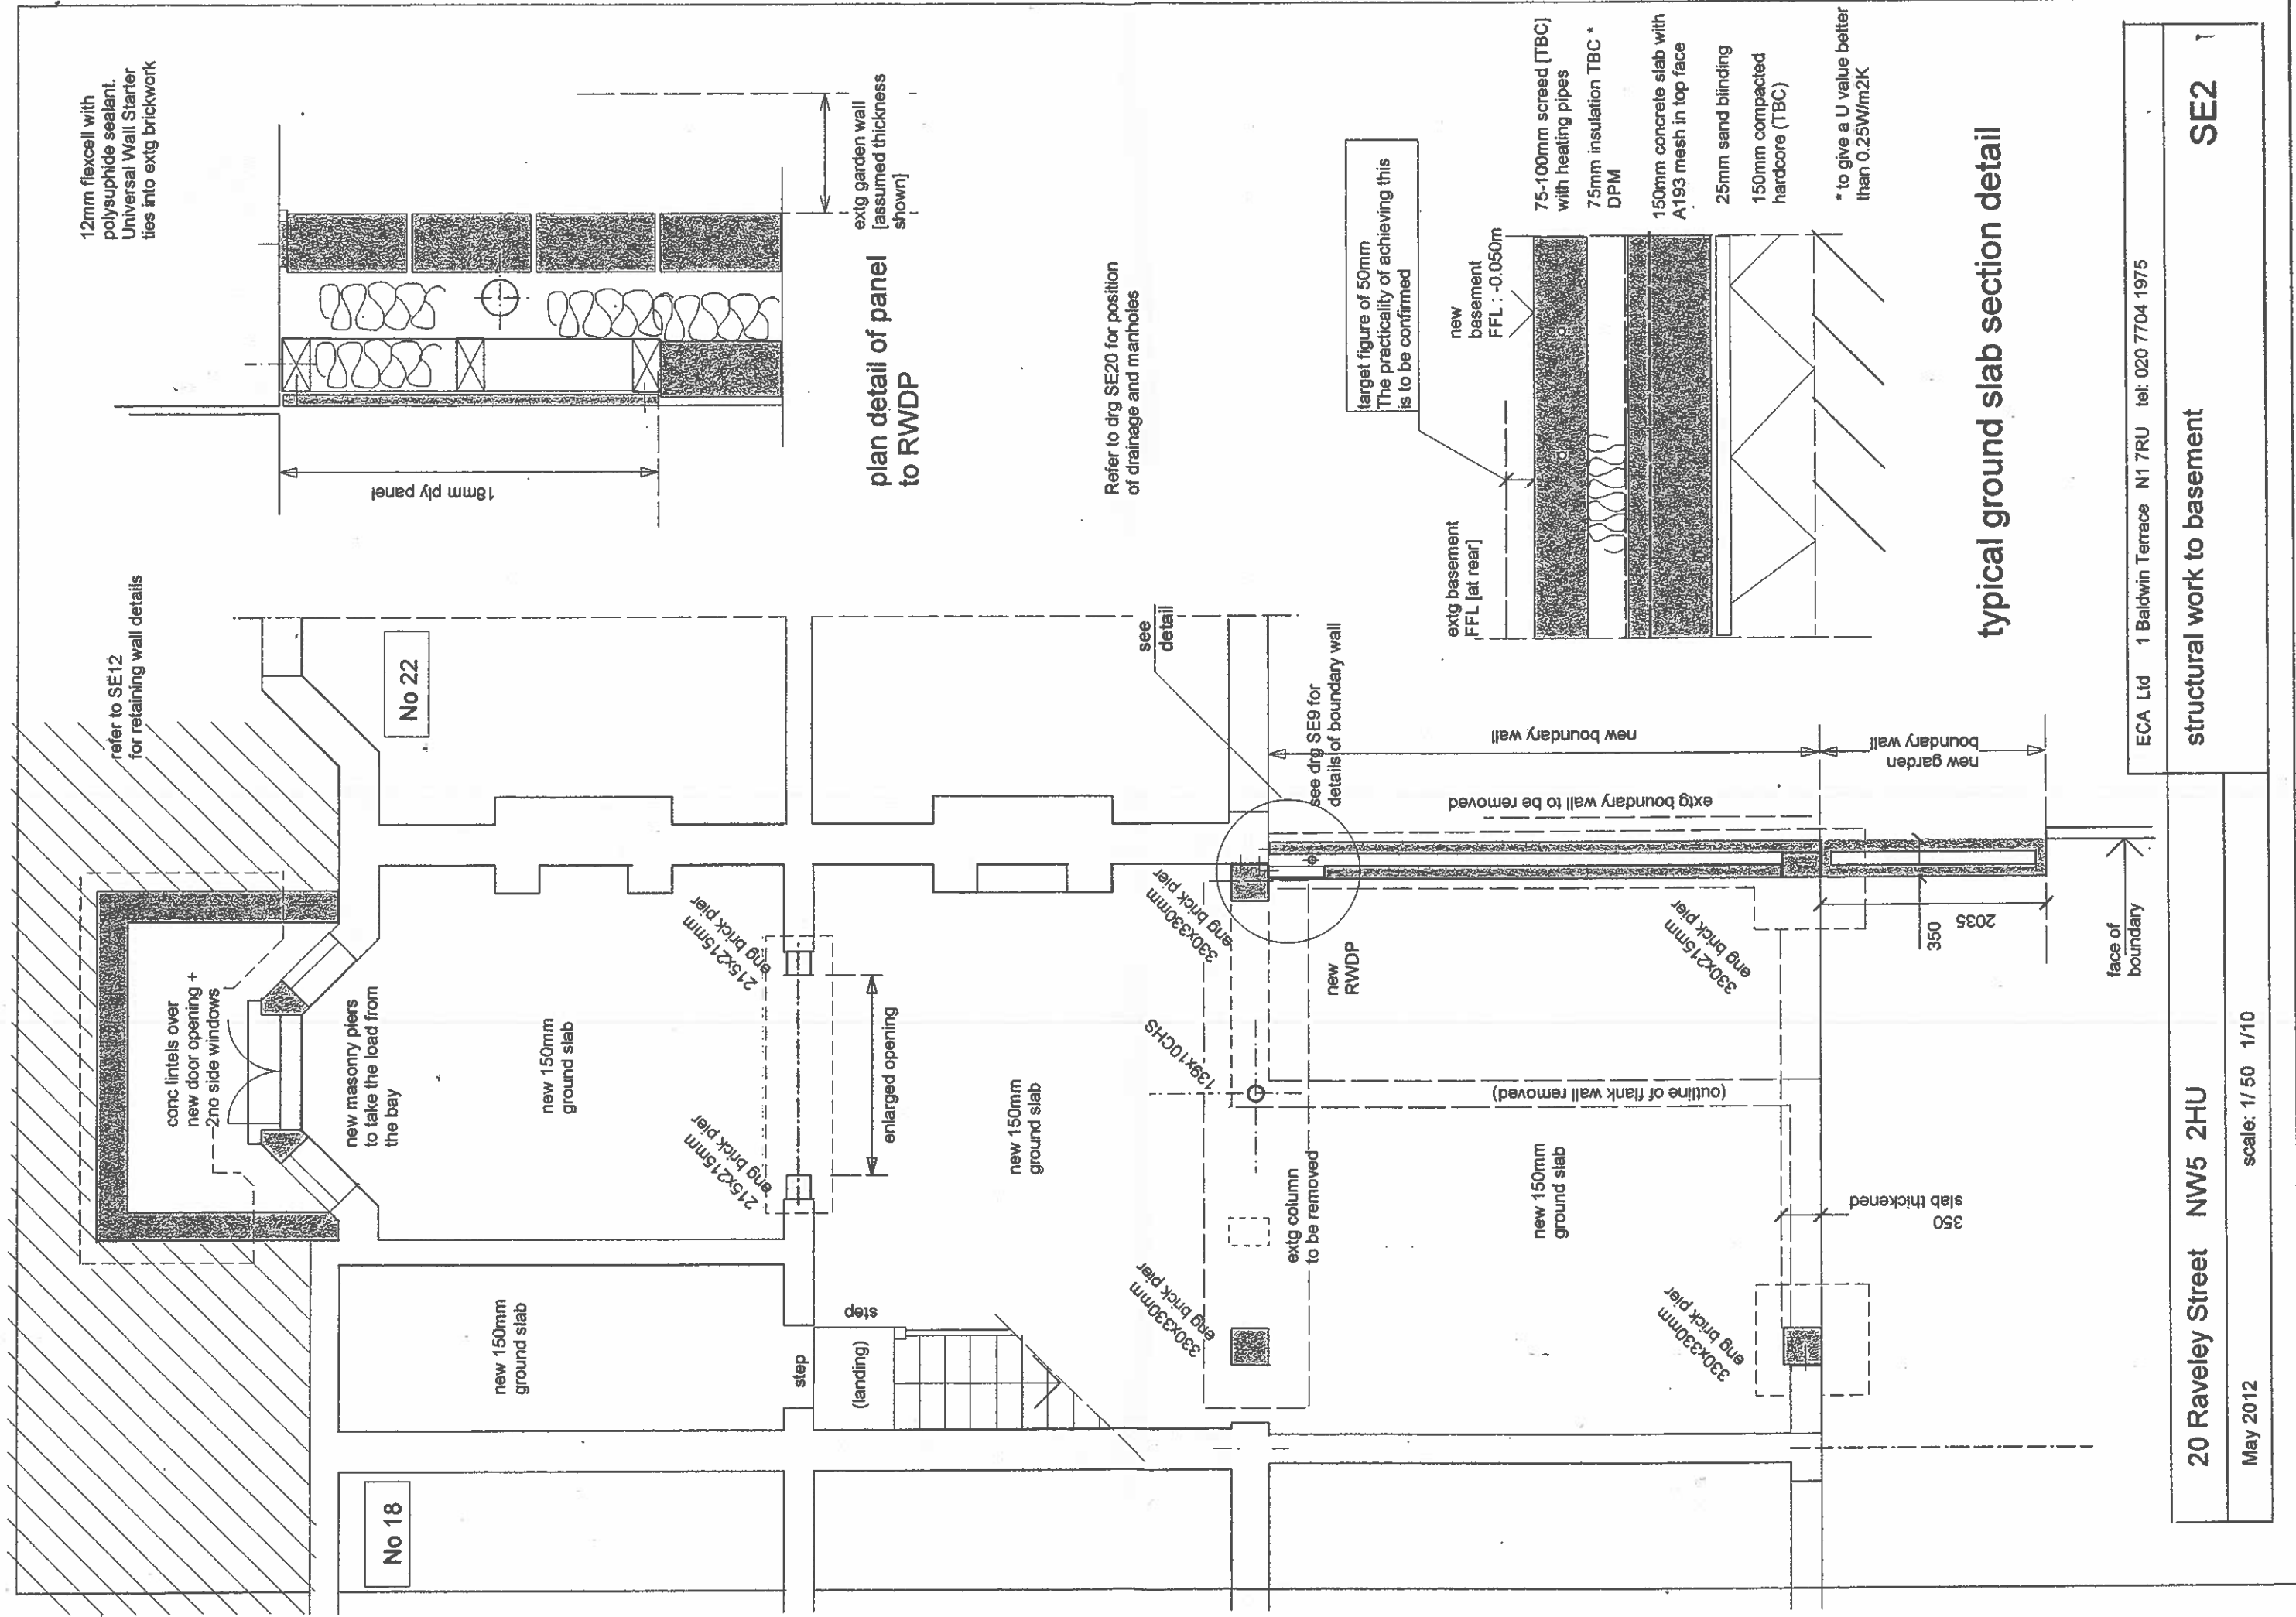 12mm flexcell with
polysuphide sealant.
Universal Wall Starter
ties into extg brickwork
extg garden wall
[assumed thickness
shown]
18mm ply panel
plan detail of panel
to RWDP
Refer to drg SE20 for position
of drainage and manholes
refer to SE12
for retaining wall details
No 22
conc lintels over
new door opening +
2no side windows
new masonry piers
to take the load from
the bay
new 150mm
ground slab
215x215mm
eng brick pier
215x215mm
eng brick pier
enlarged opening
new 150mm
ground slab
new 150mm
ground slab
No 18
step
(landing)
step
see
detail
see drg SE9 for
details of boundary wall
new boundary
wall
extg boundary wall to be removed
new garden
boundary wall
330x330mm
eng brick pier
new
RWDP
139x10CHS
extg column
to be removed
330x330mm
eng brick pier
(outline of flank wall removed)
new 150mm
ground slab
330x215mm
eng brick pier
330x330mm
eng brick pier
350
slab thickened
350
2035
face of
boundary
target figure of 50mm
The practicality of achieving this
is to be confirmed
new
basement
FFL : -0.050m
extg basement
FFL [at rear]
75-100mm screed [TBC]
with heating pipes
75mm insulation TBC *
DPM
150mm concrete slab with
A193 mesh in top face
25mm sand blinding
150mm compacted
hardcore (TBC)
* to give a U value better
than 0.25W/m2K
typical ground slab section detail
ECA Ltd 1 Baldwin Terrace N1 7RU tel: 020 7704 1975
structural work to basement
SE2
20 Raveley Street NW5 2HU
May 2012
scale: 1/ 50 1/10